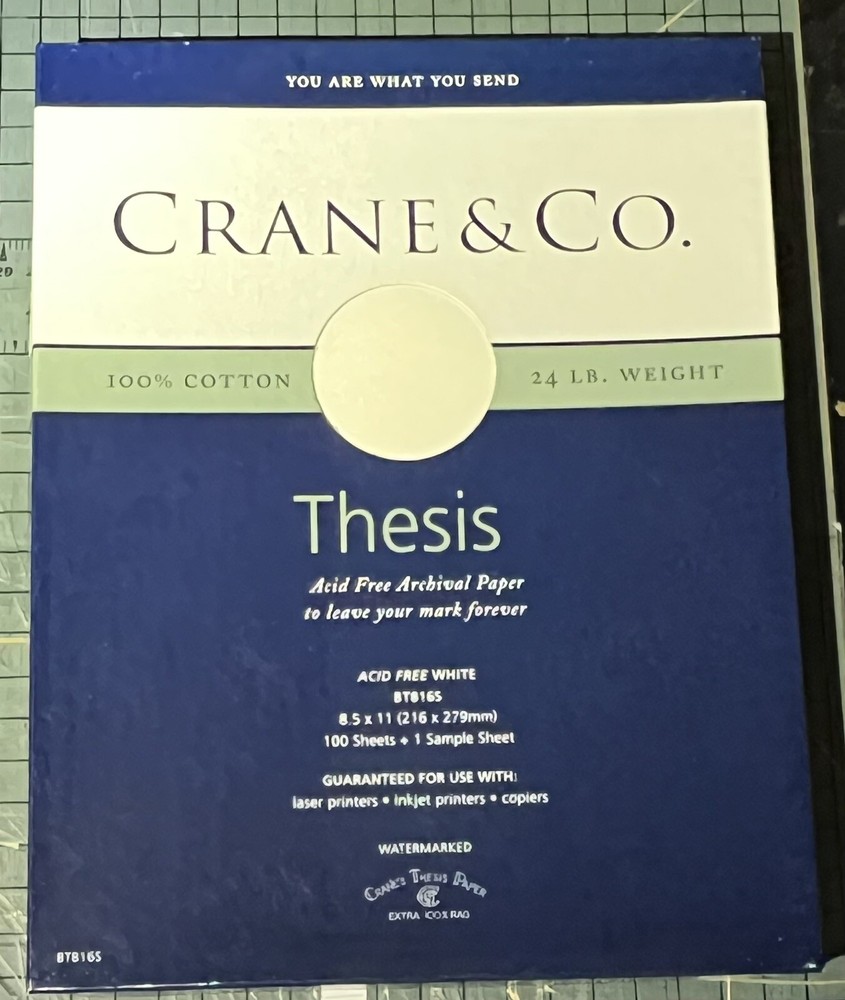 YOU ARE WHAT YOU SEND
CRANE & CO.
100% COTTON
24 LB. WEIGHT
Thesis
Acid Free Archival Paper
to leave your mark forever
ACID FREE WHITE
BT816S
8.5 x 11 (216 x 279mm)
100 Sheets + 1 Sample Sheet
GUARANTEED FOR USE WITH:
laser printers • inkjet printers • copiers
WATERMARKED
CRANE'S THESIS PAPER
EXTRA 100% RAG
BT816S